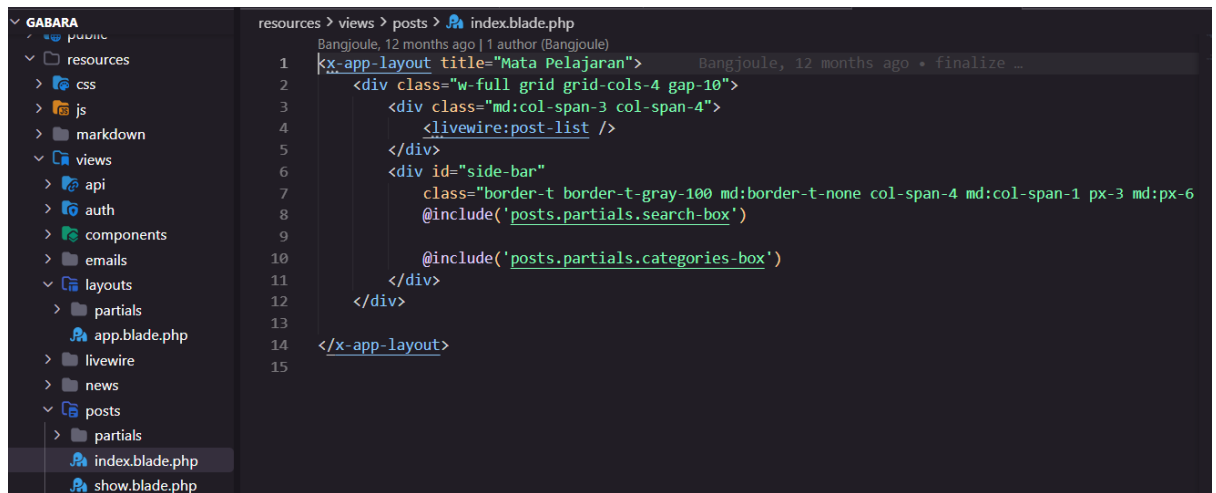 GABARA
public
resources
css
js
markdown
views
api
auth
components
emails
layouts
partials
app.blade.php
livewire
news
posts
partials
index.blade.php
show.blade.php
resources > views > posts > index.blade.php
Bangjoule, 12 months ago | 1 author (Bangjoule)
1 <x-app-layout title="Mata Pelajaran"> Bangjoule, 12 months ago • finalize …
2 <div class="w-full grid grid-cols-4 gap-10">
3 <div class="md:col-span-3 col-span-4">
4 <livewire:post-list />
5 </div>
6 <div id="side-bar"
7 class="border-t border-t-gray-100 md:border-t-none col-span-4 md:col-span-1 px-3 md:px-6
8 @include('posts.partials.search-box')
9
10 @include('posts.partials.categories-box')
11 </div>
12 </div>
13
14 </x-app-layout>
15